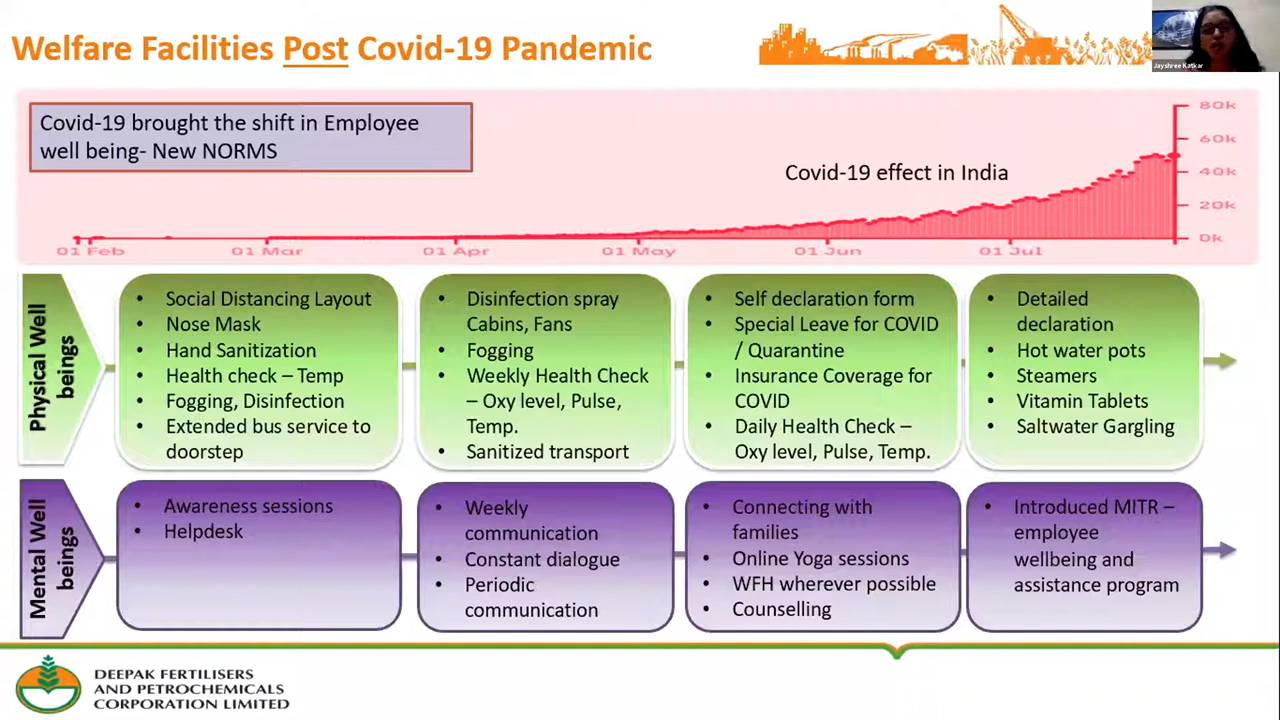 Welfare Facilities Post Covid-19 Pandemic
Jayshree Katkar
Covid-19 brought the shift in Employee
well being- New NORMS
Covid-19 effect in India
80k
60k
40k
20k
0k
01 Feb
01 Mar
01 Apr
01 May
01 Jun
01 Jul
Physical Well
beings
• Social Distancing Layout
• Nose Mask
• Hand Sanitization
• Health check – Temp
• Fogging, Disinfection
• Extended bus service to
doorstep
• Disinfection spray
Cabins, Fans
• Fogging
• Weekly Health Check
– Oxy level, Pulse,
Temp.
• Sanitized transport
• Self declaration form
• Special Leave for COVID
/ Quarantine
• Insurance Coverage for
COVID
• Daily Health Check –
Oxy level, Pulse, Temp.
• Detailed
declaration
• Hot water pots
• Steamers
• Vitamin Tablets
• Saltwater Gargling
Mental Well
beings
• Awareness sessions
• Helpdesk
• Weekly
communication
• Constant dialogue
• Periodic
communication
• Connecting with
families
• Online Yoga sessions
• WFH wherever possible
• Counselling
• Introduced MITR –
employee
wellbeing and
assistance program
DEEPAK FERTILISERS
AND PETROCHEMICALS
CORPORATION LIMITED